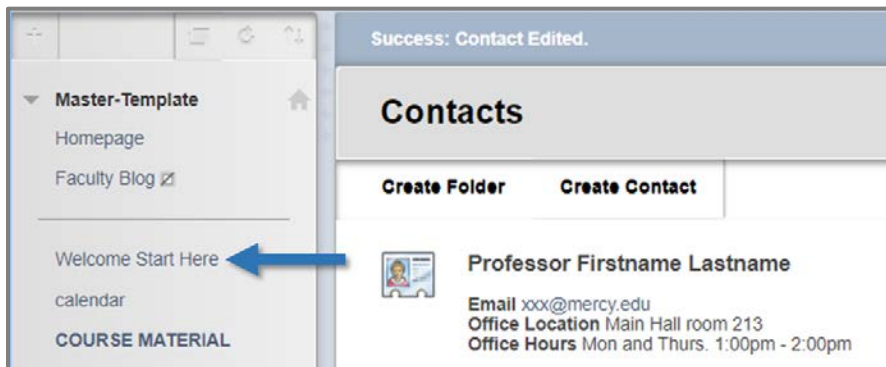 Success: Contact Edited.
Master-Template
Homepage
Faculty Blog
Welcome Start Here
calendar
COURSE MATERIAL
Contacts
Create Folder Create Contact
Professor Firstname Lastname
Email xxx@mercy.edu
Office Location Main Hall room 213
Office Hours Mon and Thurs. 1:00pm - 2:00pm